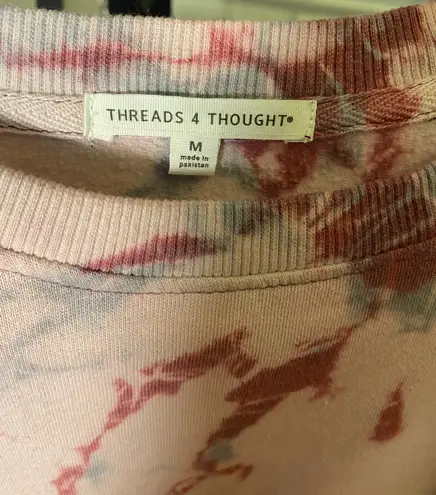 THREADS 4 THOUGHT®
M
made in
pakistan